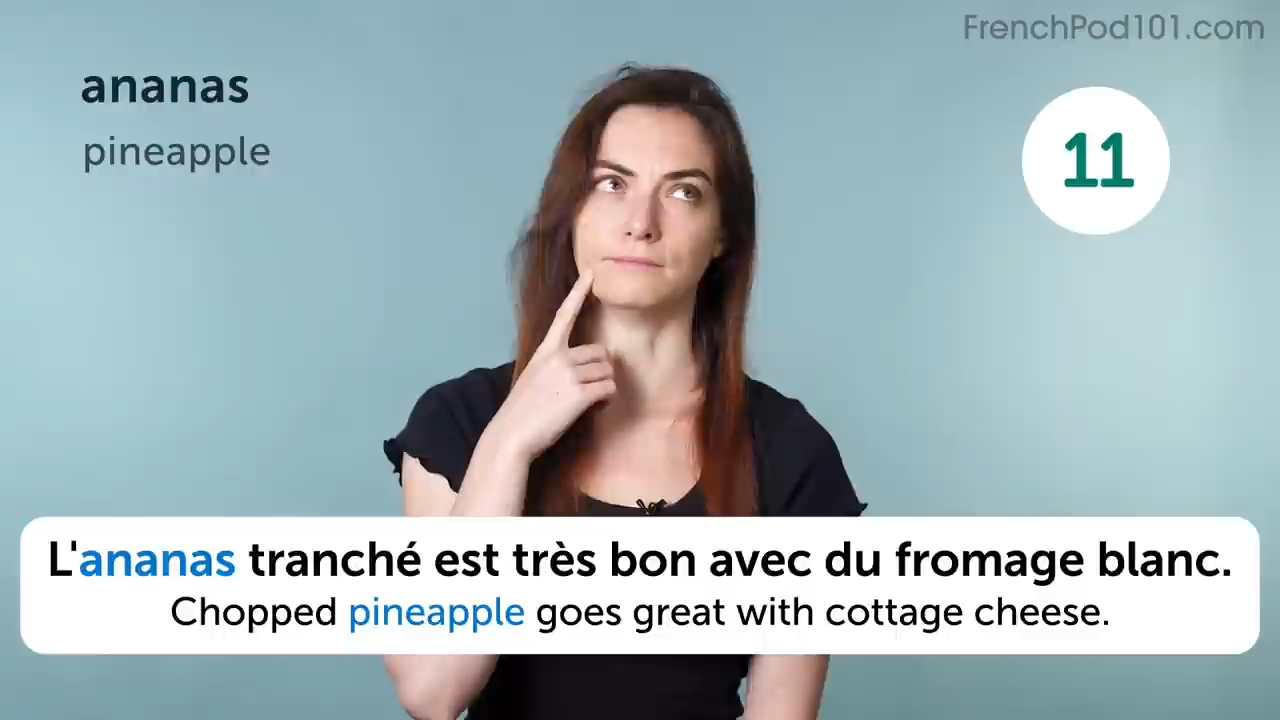 FrenchPod101.com
ananas
pineapple
11
L'ananas tranché est très bon avec du fromage blanc.
Chopped pineapple goes great with cottage cheese.